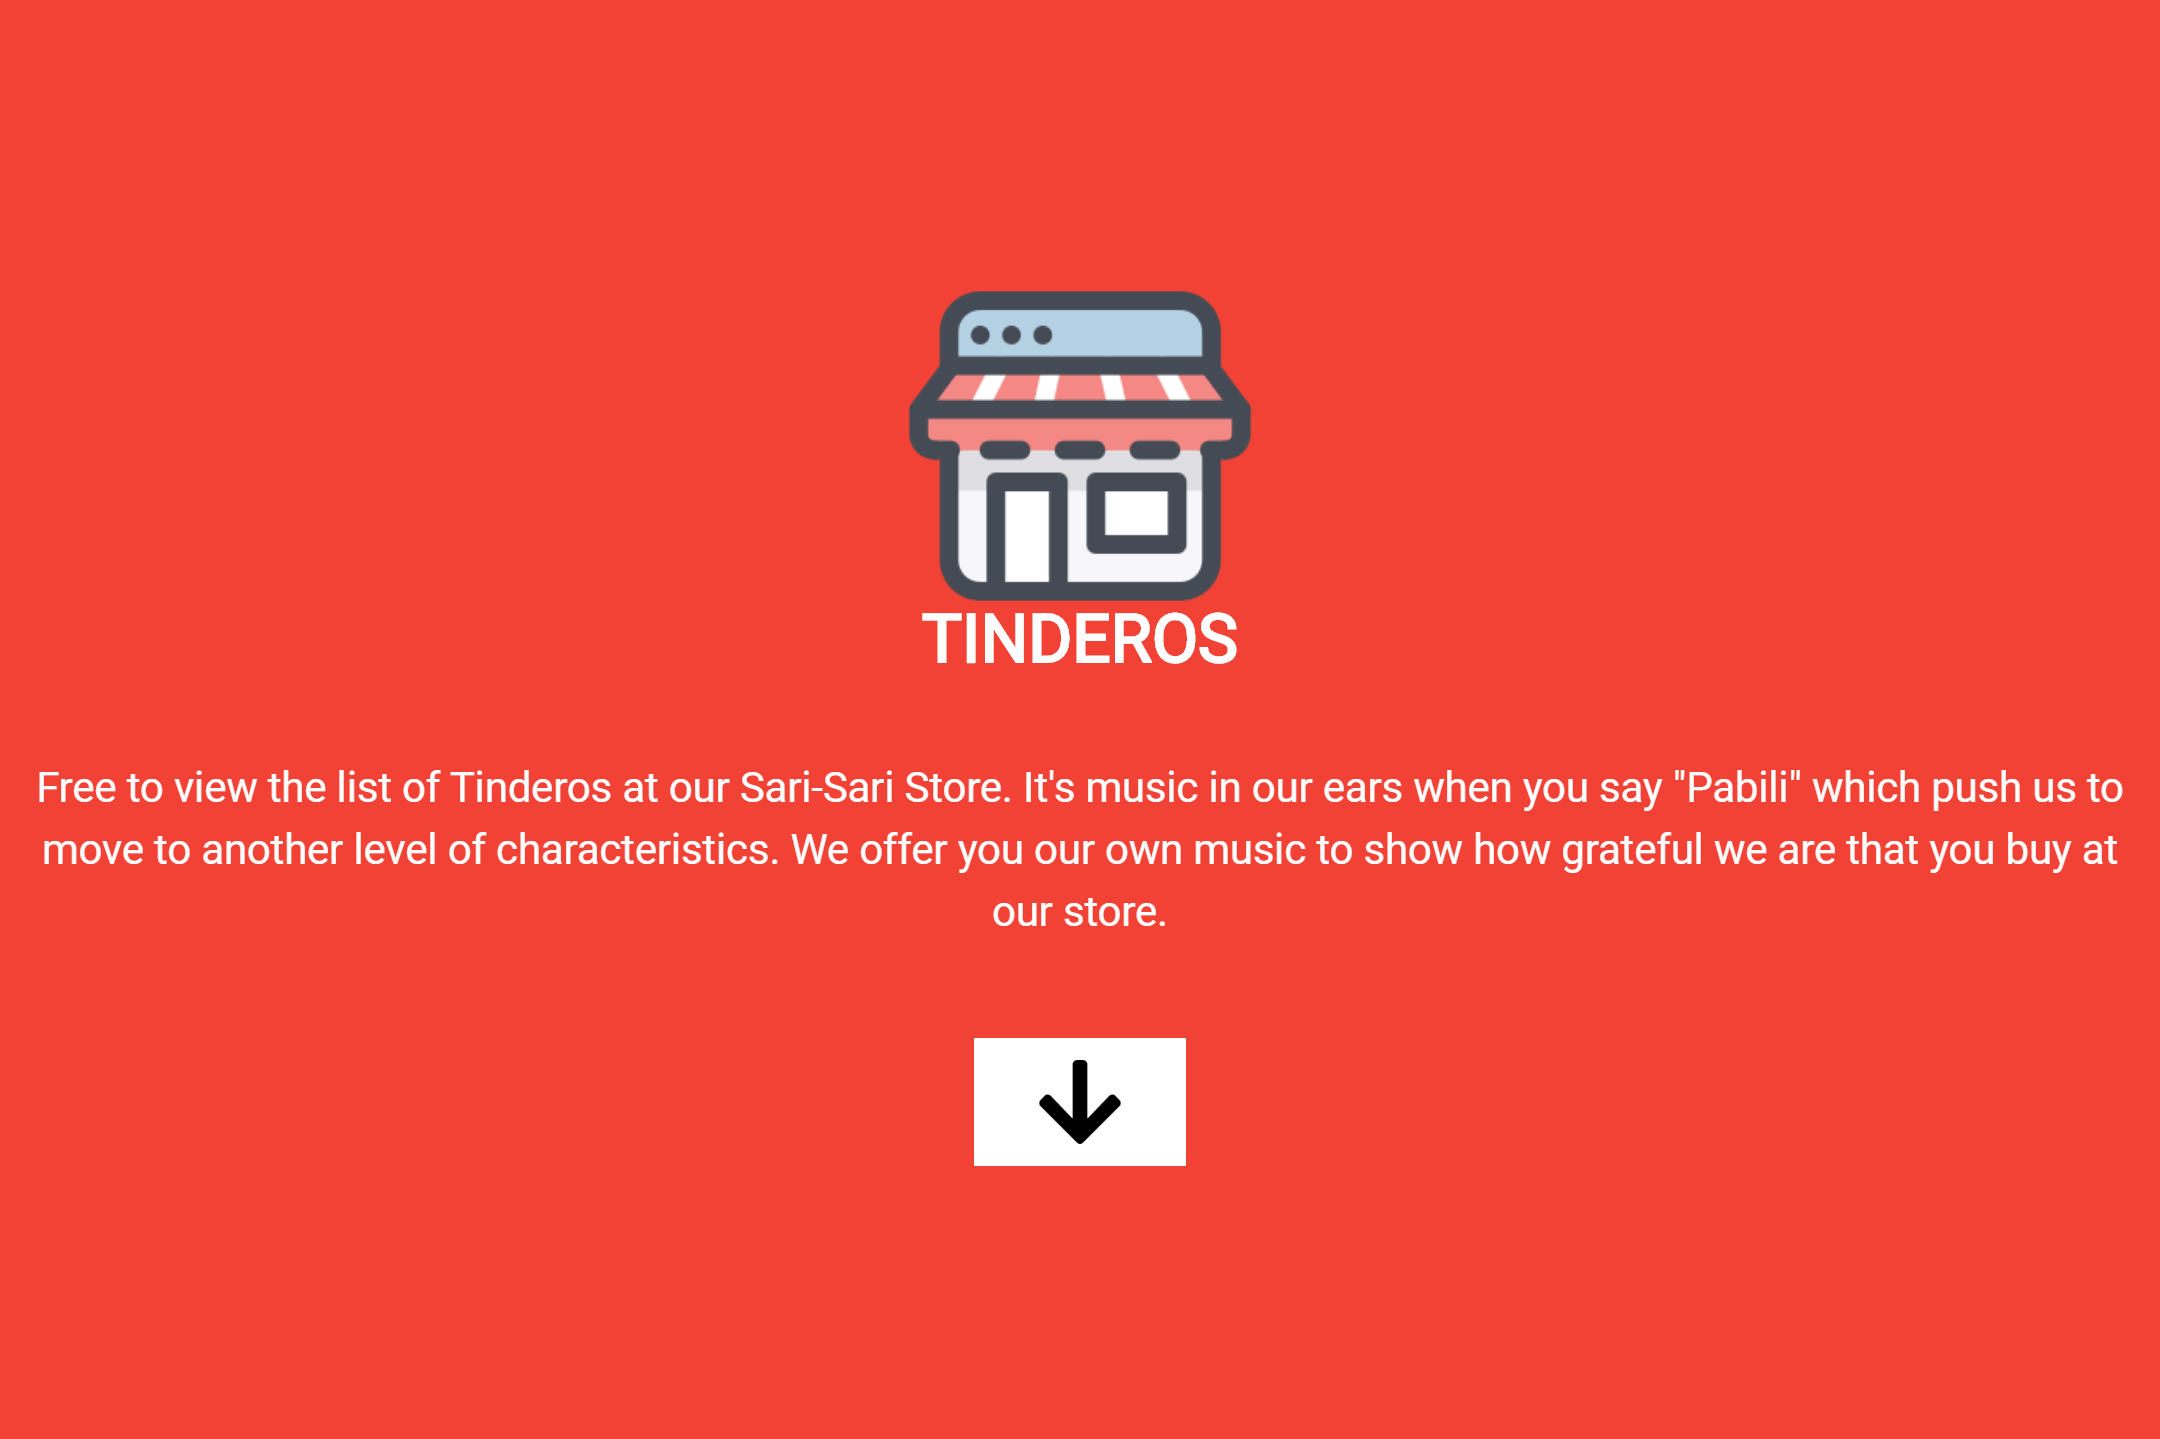 TINDEROS
Free to view the list of Tinderos at our Sari-Sari Store. It's music in our ears when you say "Pabili" which push us to
move to another level of characteristics. We offer you our own music to show how grateful we are that you buy at
our store.